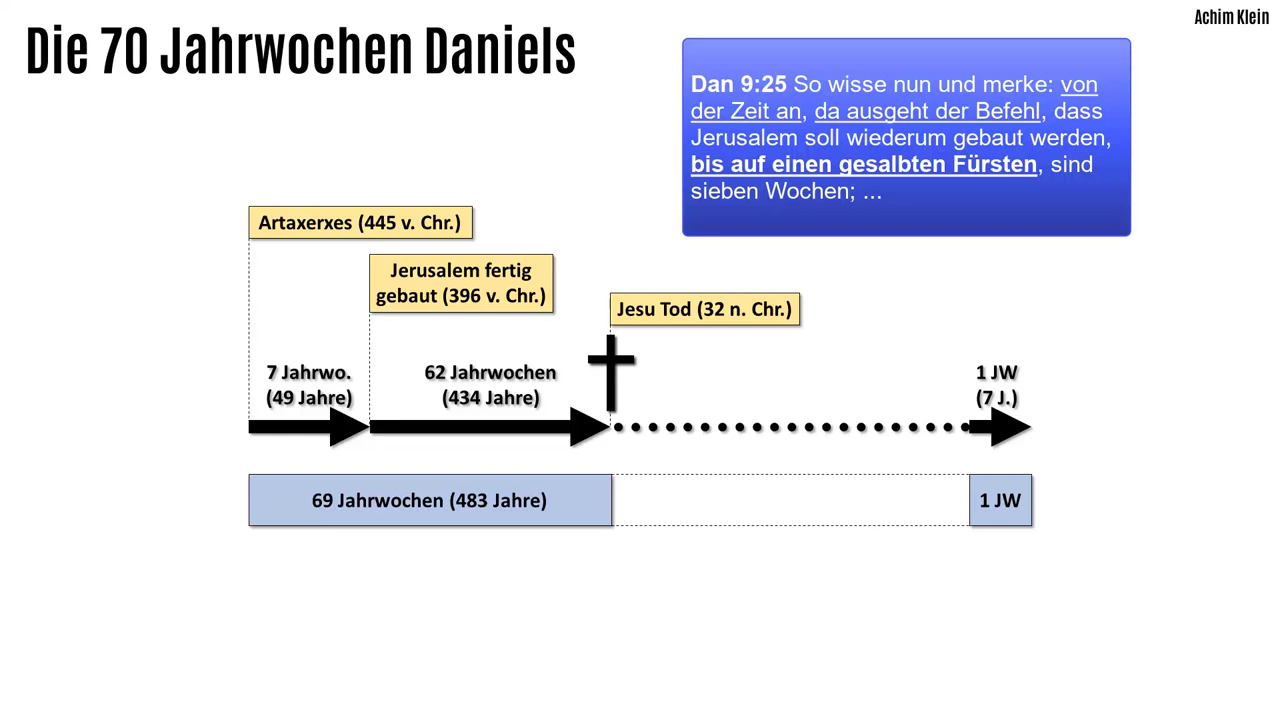 Achim Klein
Die 70 Jahrwochen Daniels
Dan 9:25 So wisse nun und merke: von
der Zeit an, da ausgeht der Befehl, dass
Jerusalem soll wiederum gebaut werden,
bis auf einen gesalbten Fürsten, sind
sieben Wochen; ...
Artaxerxes (445 v. Chr.)
Jerusalem fertig
gebaut (396 v. Chr.)
Jesu Tod (32 n. Chr.)
7 Jahrwo.
(49 Jahre)
62 Jahrwochen
(434 Jahre)
1 JW
(7 J.)
69 Jahrwochen (483 Jahre)
1 JW